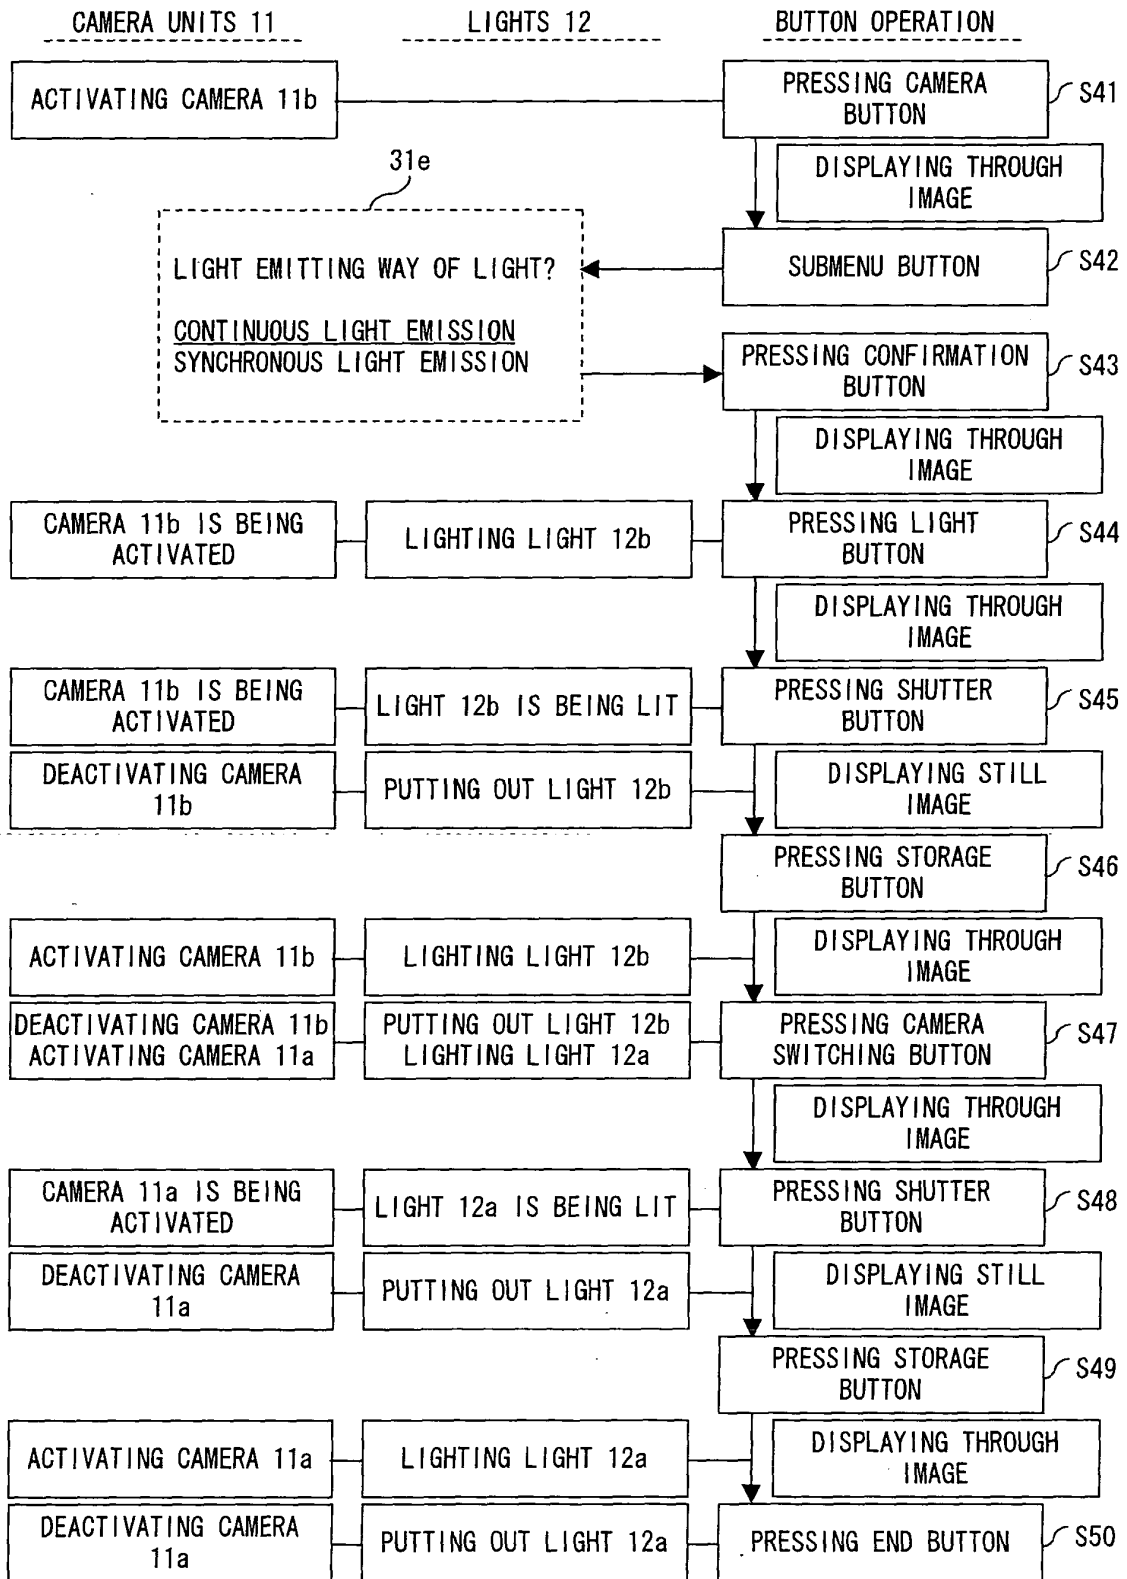 CAMERA UNITS 11
LIGHTS 12
BUTTON OPERATION
ACTIVATING CAMERA 11b
PRESSING CAMERA
BUTTON
S41
DISPLAYING THROUGH
IMAGE
31e
LIGHT EMITTING WAY OF LIGHT?
CONTINUOUS LIGHT EMISSION
SYNCHRONOUS LIGHT EMISSION
SUBMENU BUTTON
S42
PRESSING CONFIRMATION
BUTTON
S43
DISPLAYING THROUGH
IMAGE
CAMERA 11b IS BEING
ACTIVATED
LIGHTING LIGHT 12b
PRESSING LIGHT
BUTTON
S44
DISPLAYING THROUGH
IMAGE
CAMERA 11b IS BEING
ACTIVATED
LIGHT 12b IS BEING LIT
PRESSING SHUTTER
BUTTON
S45
DEACTIVATING CAMERA
11b
PUTTING OUT LIGHT 12b
DISPLAYING STILL
IMAGE
PRESSING STORAGE
BUTTON
S46
ACTIVATING CAMERA 11b
LIGHTING LIGHT 12b
DISPLAYING THROUGH
IMAGE
DEACTIVATING CAMERA 11b
ACTIVATING CAMERA 11a
PUTTING OUT LIGHT 12b
LIGHTING LIGHT 12a
PRESSING CAMERA
SWITCHING BUTTON
S47
DISPLAYING THROUGH
IMAGE
CAMERA 11a IS BEING
ACTIVATED
LIGHT 12a IS BEING LIT
PRESSING SHUTTER
BUTTON
S48
DEACTIVATING CAMERA
11a
PUTTING OUT LIGHT 12a
DISPLAYING STILL
IMAGE
PRESSING STORAGE
BUTTON
S49
ACTIVATING CAMERA 11a
LIGHTING LIGHT 12a
DISPLAYING THROUGH
IMAGE
DEACTIVATING CAMERA
11a
PUTTING OUT LIGHT 12a
PRESSING END BUTTON
S50